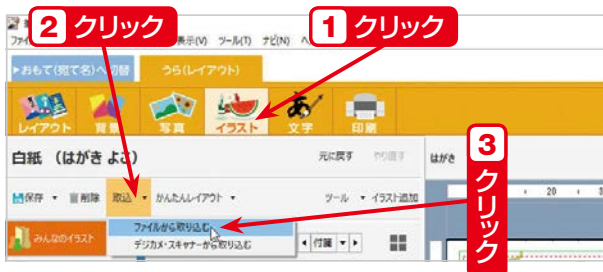 2 クリック
1 クリック
表示(V) ツール(T) ナビ(N)
▸おもて(宛て名)へ切替 うら(レイアウト)
レイアウト 背景 写真 イラスト 文字 印刷
白紙 (はがき よこ) 元に戻す やり直す はがき
3 クリック
保存 ▾ 削除 取込 ▾ かんたんレイアウト ▾ ツール ▾ イラスト追加
20
みんなのイラスト
ファイルから取り込む
デジカメ・スキャナーから取り込む
付属